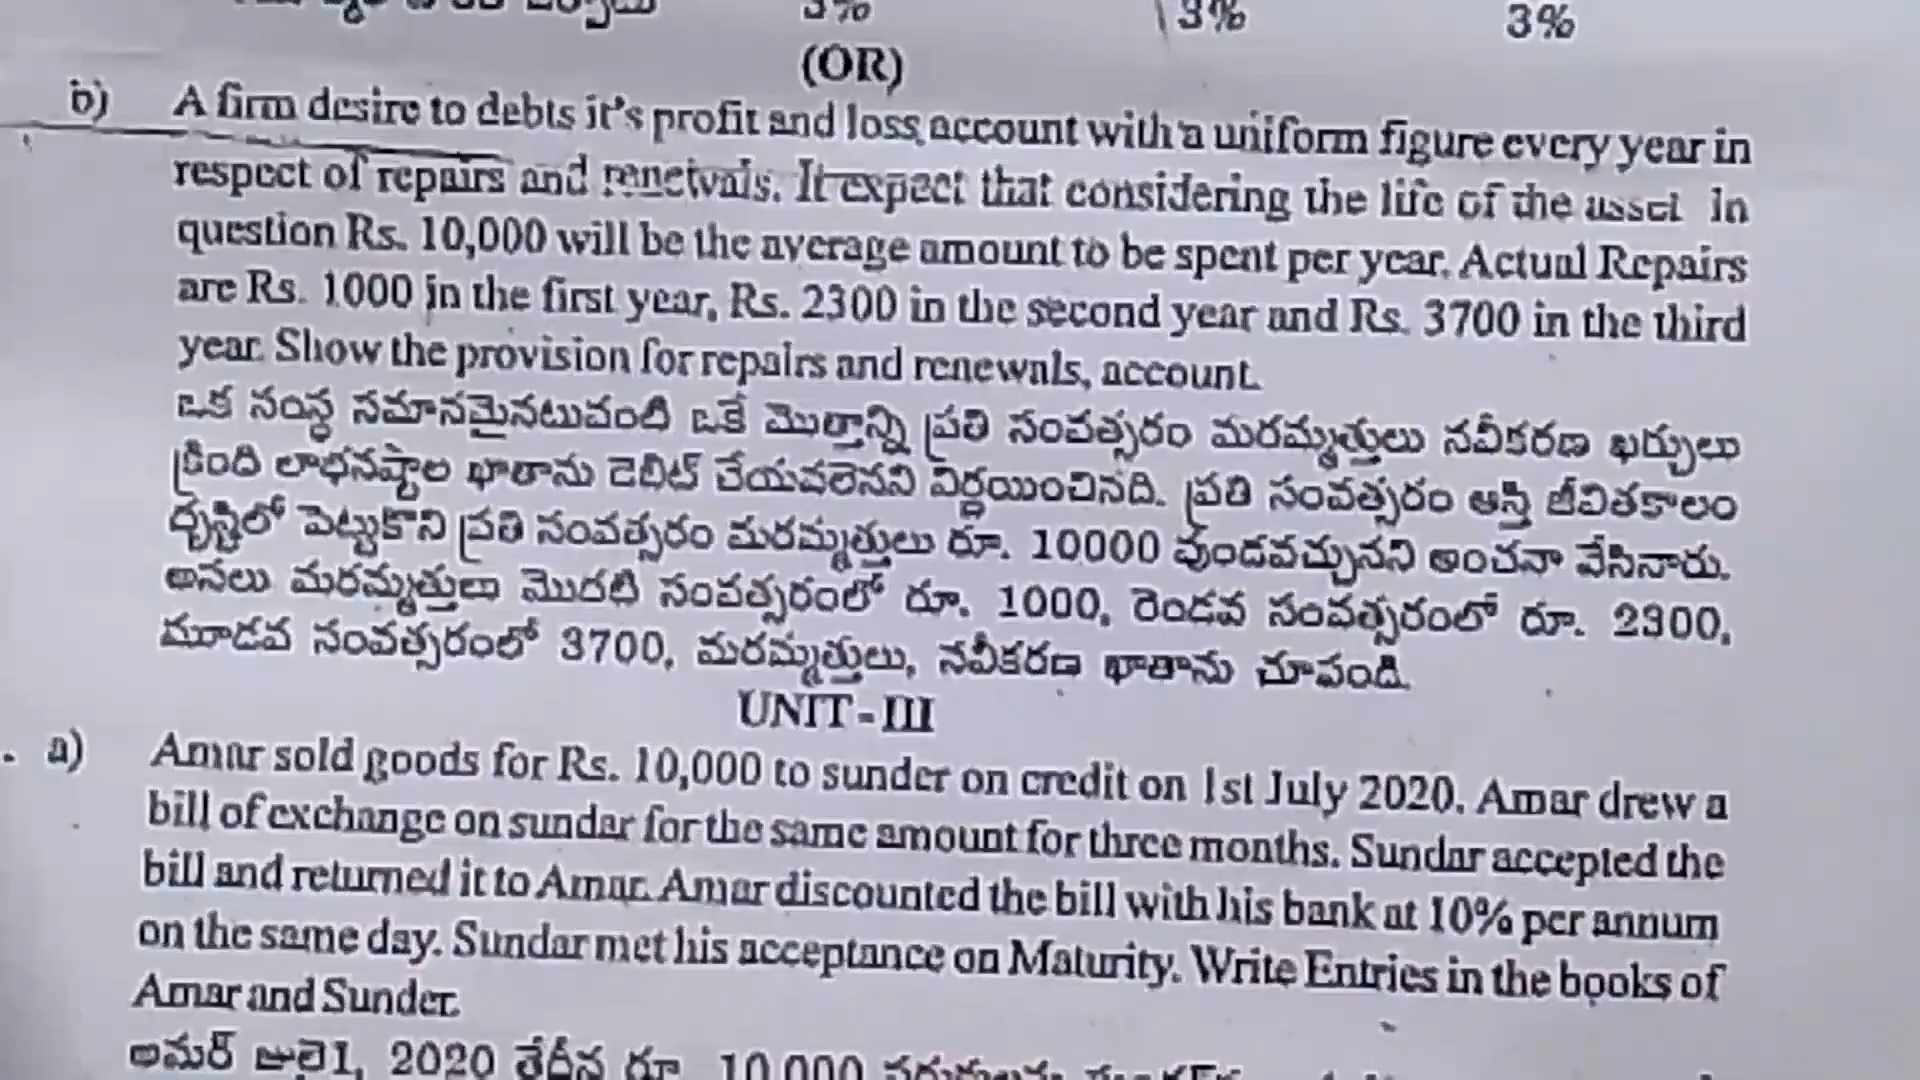 3% 3% 3%
(OR)
b) A firm desire to debts it's profit and loss account with a uniform figure every year in
respect of repairs and renewals. It expect that considering the life of the asset in
question Rs. 10,000 will be the average amount to be spent per year. Actual Repairs
are Rs. 1000 in the first year, Rs. 2300 in the second year and Rs. 3700 in the third
year. Show the provision for repairs and renewals, account.
ఒక సంస్థ సమానమైనటువంటి ఒకే మొత్తాన్ని ప్రతి సంవత్సరం మరమ్మత్తులు నవీకరణ ఖర్చులు
క్రింది లాభనష్టాల ఖాతాను డెబిట్ చేయవలెనని నిర్ణయించినది. ప్రతి సంవత్సరం ఆస్తి జీవితకాలం
దృష్టిలో పెట్టుకొని ప్రతి సంవత్సరం మరమ్మత్తులు రూ. 10000 వుండవచ్చునని అంచనా వేసినారు.
అసలు మరమ్మత్తులు మొదటి సంవత్సరంలో రూ. 1000, రెండవ సంవత్సరంలో రూ. 2300,
మూడవ సంవత్సరంలో 3700, మరమ్మత్తులు, నవీకరణ ఖాతాను చూపండి.
UNIT - III
a) Amar sold goods for Rs. 10,000 to sunder on credit on 1st July 2020. Amar drew a
bill of exchange on sundar for the same amount for three months. Sundar accepted the
bill and returned it to Amar. Amar discounted the bill with his bank at 10% per annum
on the same day. Sundar met his acceptance on Maturity. Write Entries in the books of
Amar and Sunder.
అమర్ జులై1, 2020 తేదీన రూ. 10,000